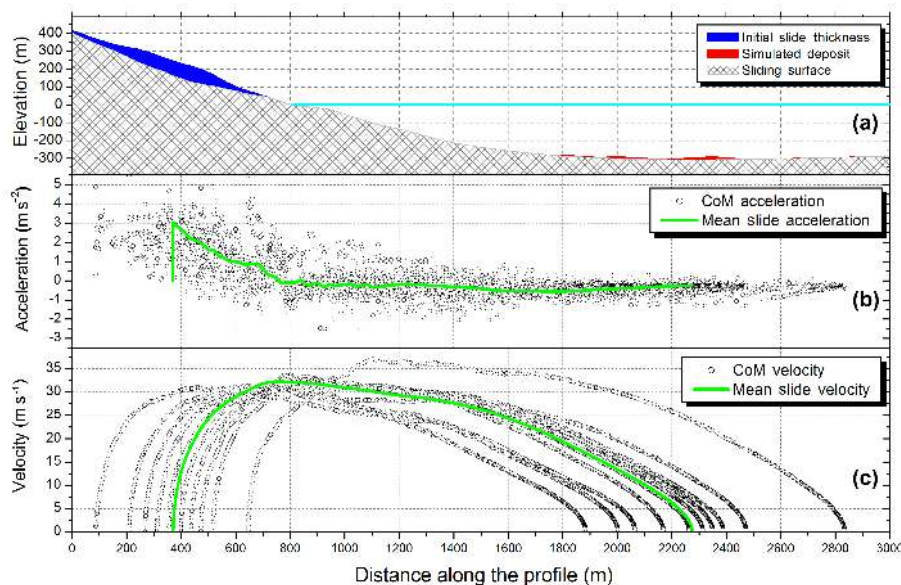 400
300
200
100
0
-100
-200
-300
Elevation (m)
Initial slide thickness
Simulated deposit
Sliding surface
(a)
5
4
3
2
1
0
-1
-2
-3
Acceleration (m s-2)
CoM acceleration
Mean slide acceleration
(b)
35
30
25
20
15
10
5
0
Velocity (m s-1)
CoM velocity
Mean slide velocity
(c)
0 200 400 600 800 1000 1200 1400 1600 1800 2000 2200 2400 2600 2800 3000
Distance along the profile (m)